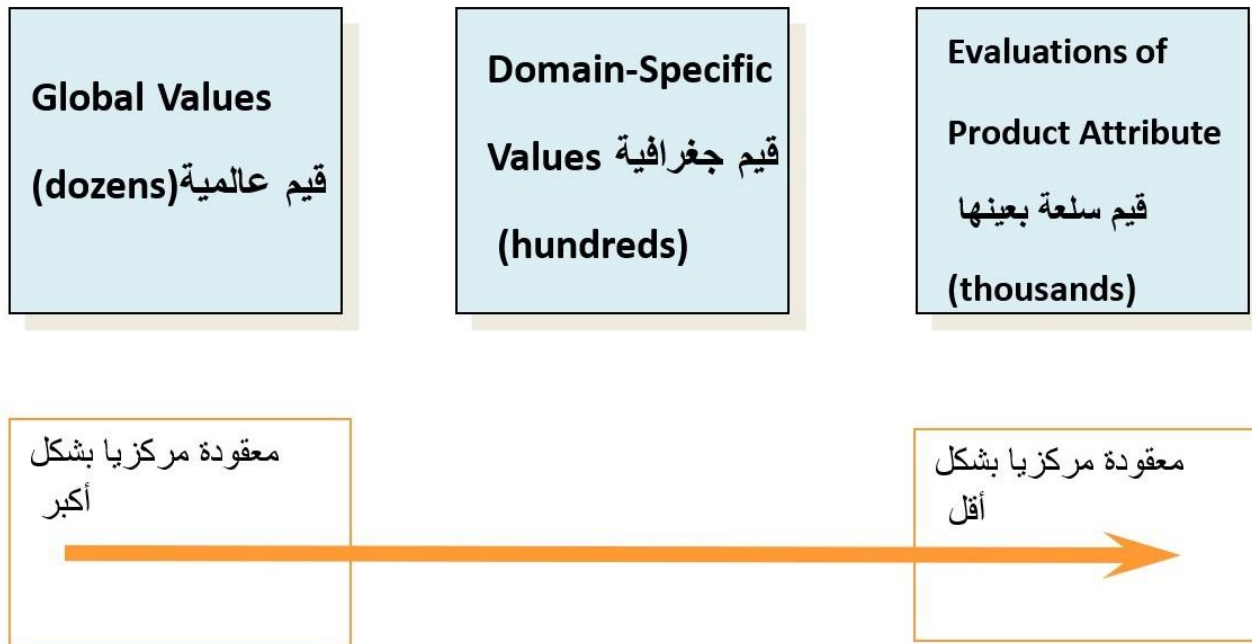 Global Values
(dozens)قيم عالمية
Domain-Specific
Values قيم جغرافية
(hundreds)
Evaluations of
Product Attribute
قيم سلعة بعينها
(thousands)
معقودة مركزيا بشكل
أكبر
معقودة مركزيا بشكل
أقل